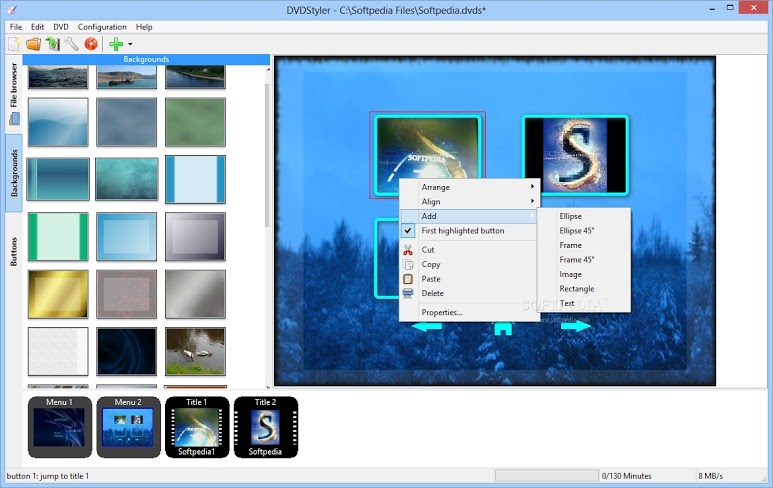 DVDStyler - C:\Softpedia Files\Softpedia.dvds*
File Edit DVD Configuration Help
Backgrounds
File browser
Backgrounds
Buttons
SOFTPEDIA
S
Arrange
Align
Add
First highlighted button
Cut
Copy
Paste
Delete
Properties...
Ellipse
Ellipse 45°
Frame
Frame 45°
Image
Rectangle
Text
SOFTPEDIA
Menu 1 Menu 2 Title 1 Title 2
S
Softpedia1 Softpedia
button 1: jump to title 1 0/130 Minutes 8 MB/s